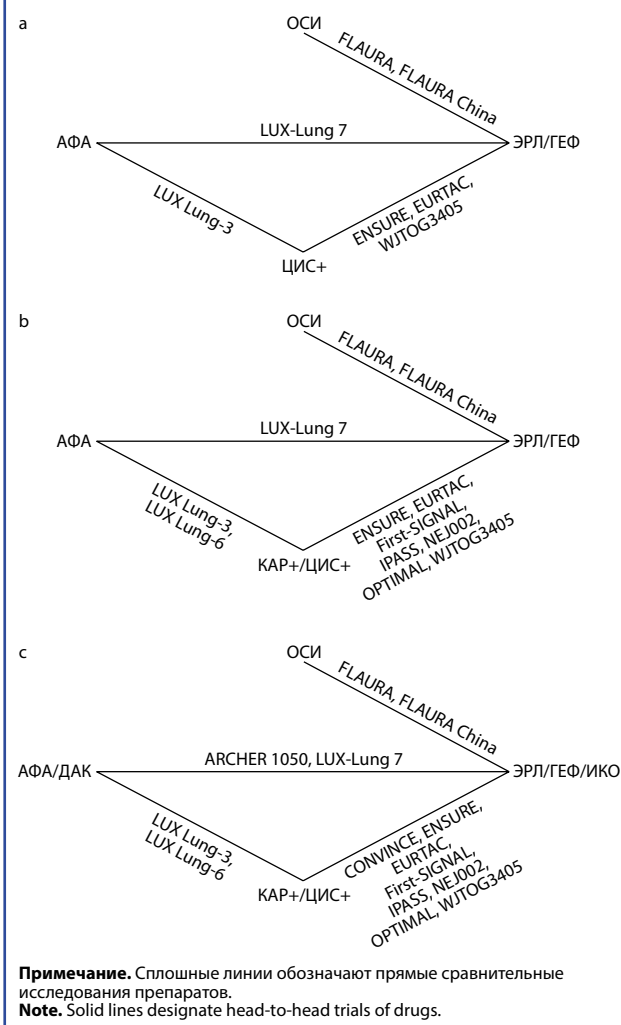 a
ОСИ
FLAURA, FLAURA China
АФА
LUX-Lung 7
ЭРЛ/ГЕФ
LUX Lung-3
ENSURE, EURTAC,
WJTOG3405
ЦИС+
b
ОСИ
FLAURA, FLAURA China
АФА
LUX-Lung 7
ЭРЛ/ГЕФ
LUX Lung-3,
LUX Lung-6
ENSURE, EURTAC,
First-SIGNAL,
IPASS, NEJ002,
OPTIMAL, WJTOG3405
КАР+/ЦИС+
c
ОСИ
FLAURA, FLAURA China
АФА/ДАК
ARCHER 1050, LUX-Lung 7
ЭРЛ/ГЕФ/ИКО
LUX Lung-3,
LUX Lung-6
CONVINCE, ENSURE,
EURTAC,
First-SIGNAL,
IPASS, NEJ002,
OPTIMAL, WJTOG3405
КАР+/ЦИС+
Примечание. Сплошные линии обозначают прямые сравнительные
исследования препаратов.
Note. Solid lines designate head-to-head trials of drugs.